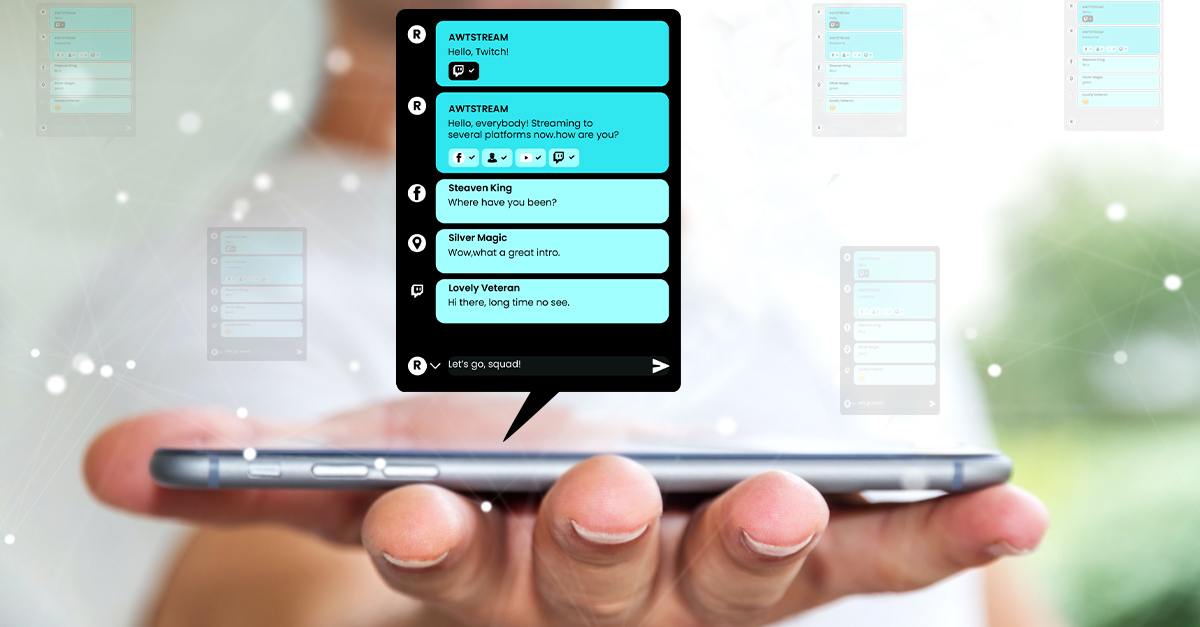 R
AWTSTREAM
Hello, Twitch!
R
AWTSTREAM
Hello, everybody! Streaming to
several platforms now.how are you?
Steaven King
Where have you been?
Silver Magic
Wow,what a great intro.
Lovely Veteran
Hi there, long time no see.
R
Let's go, squad!